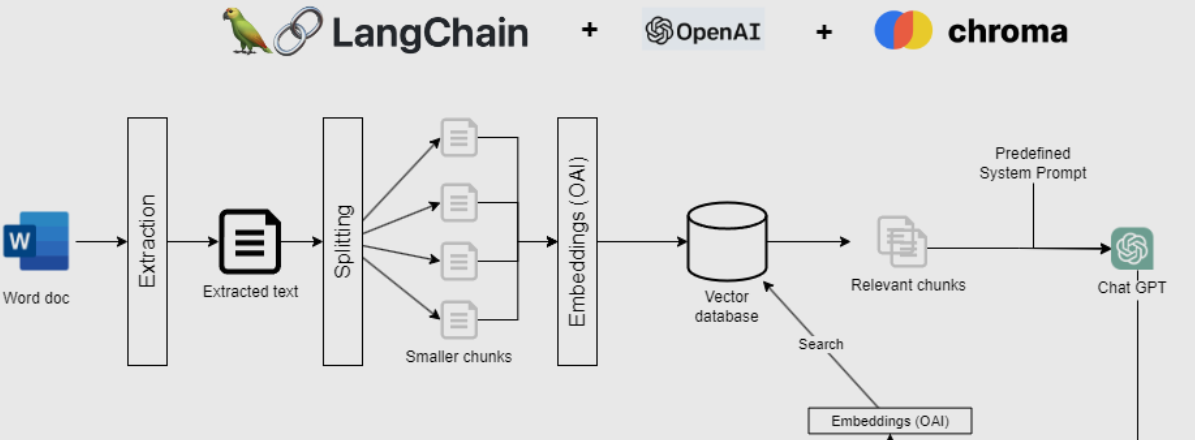 LangChain + OpenAI + chroma
Predefined
System Prompt
W
Word doc
Extraction
Extracted text
Splitting
Smaller chunks
Embeddings (OAI)
Vector
database
Relevant chunks
Chat GPT
Search
Embeddings (OAI)